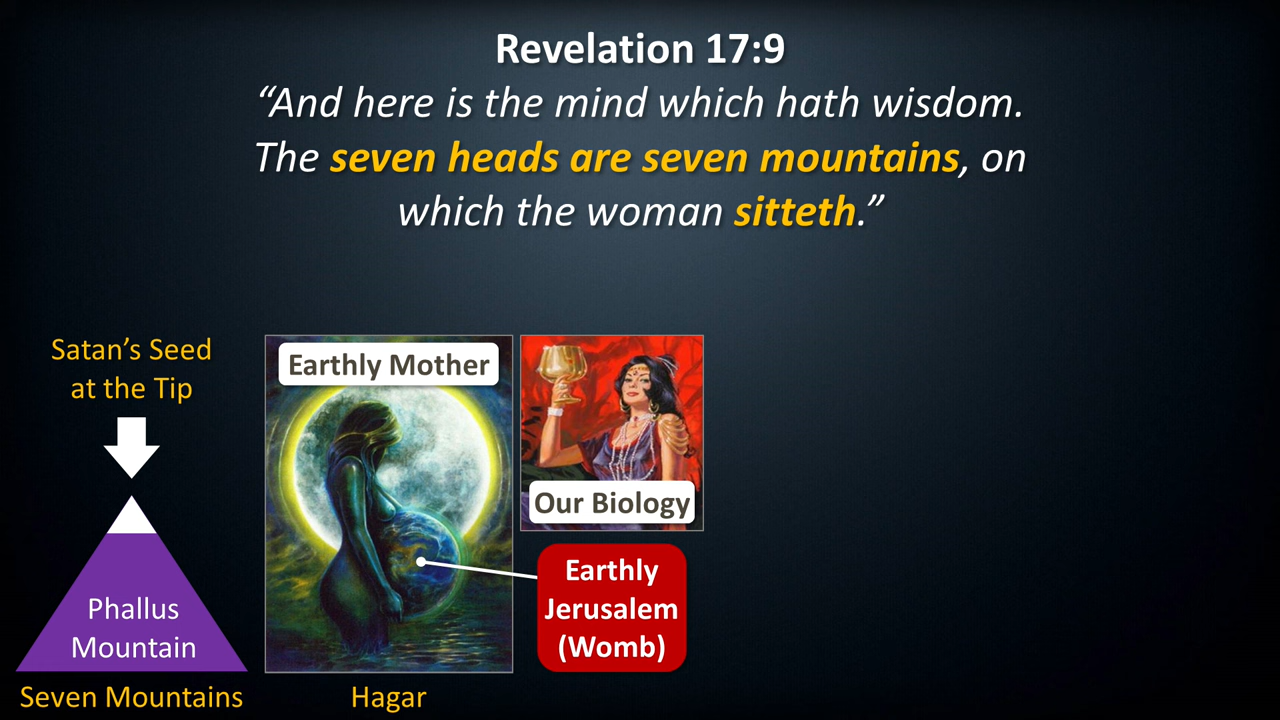 Revelation 17:9
“And here is the mind which hath wisdom.
The seven heads are seven mountains, on
which the woman sitteth.”
Satan’s Seed
at the Tip
Phallus
Mountain
Seven Mountains
Earthly Mother
Hagar
Our Biology
Earthly
Jerusalem
(Womb)